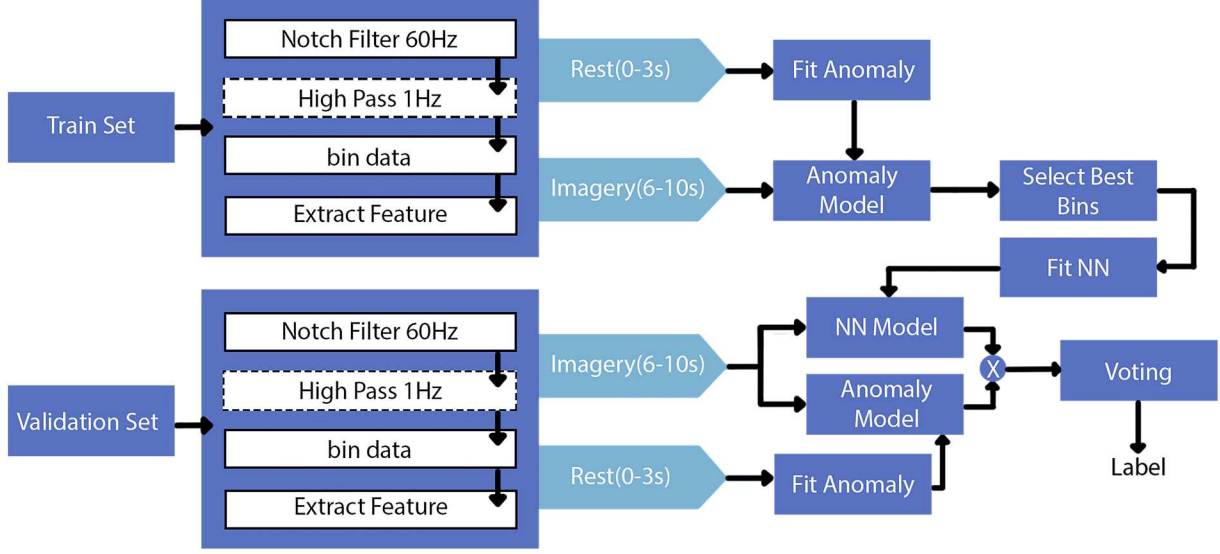 Train Set
Notch Filter 60Hz
High Pass 1Hz
bin data
Extract Feature
Rest(0-3s)
Fit Anomaly
Imagery(6-10s)
Anomaly
Model
Select Best
Bins
Fit NN
Validation Set
Notch Filter 60Hz
High Pass 1Hz
bin data
Extract Feature
Imagery(6-10s)
NN Model
Anomaly
Model
X
Voting
Label
Rest(0-3s)
Fit Anomaly